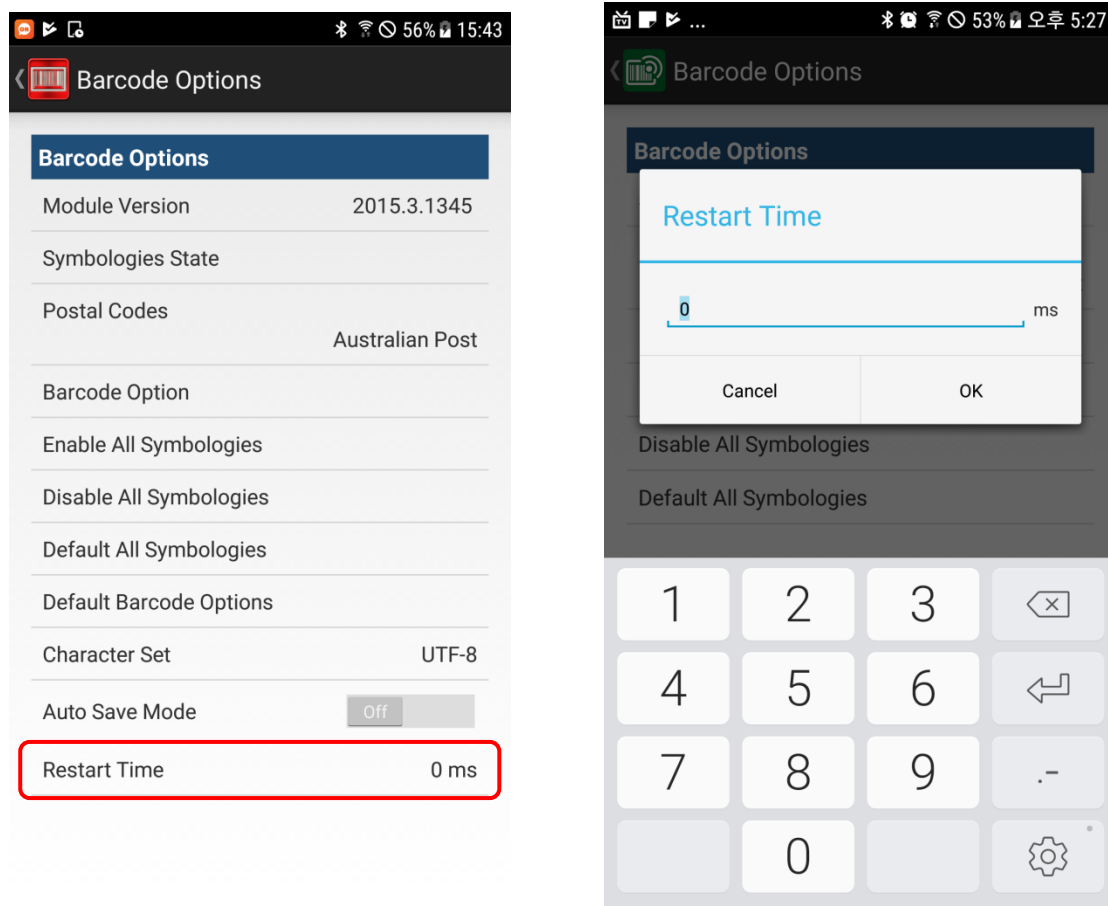 56% 15:43
Barcode Options
Barcode Options
Module Version 2015.3.1345
Symbologies State
Postal Codes
Australian Post
Barcode Option
Enable All Symbologies
Disable All Symbologies
Default All Symbologies
Default Barcode Options
Character Set UTF-8
Auto Save Mode Off
Restart Time 0 ms
... 53% 오후 5:27
Barcode Options
Barcode Options
Restart Time
0 ms
Cancel OK
Disable All Symbologies
Default All Symbologies
1 2 3
4 5 6
7 8 9 .-
0